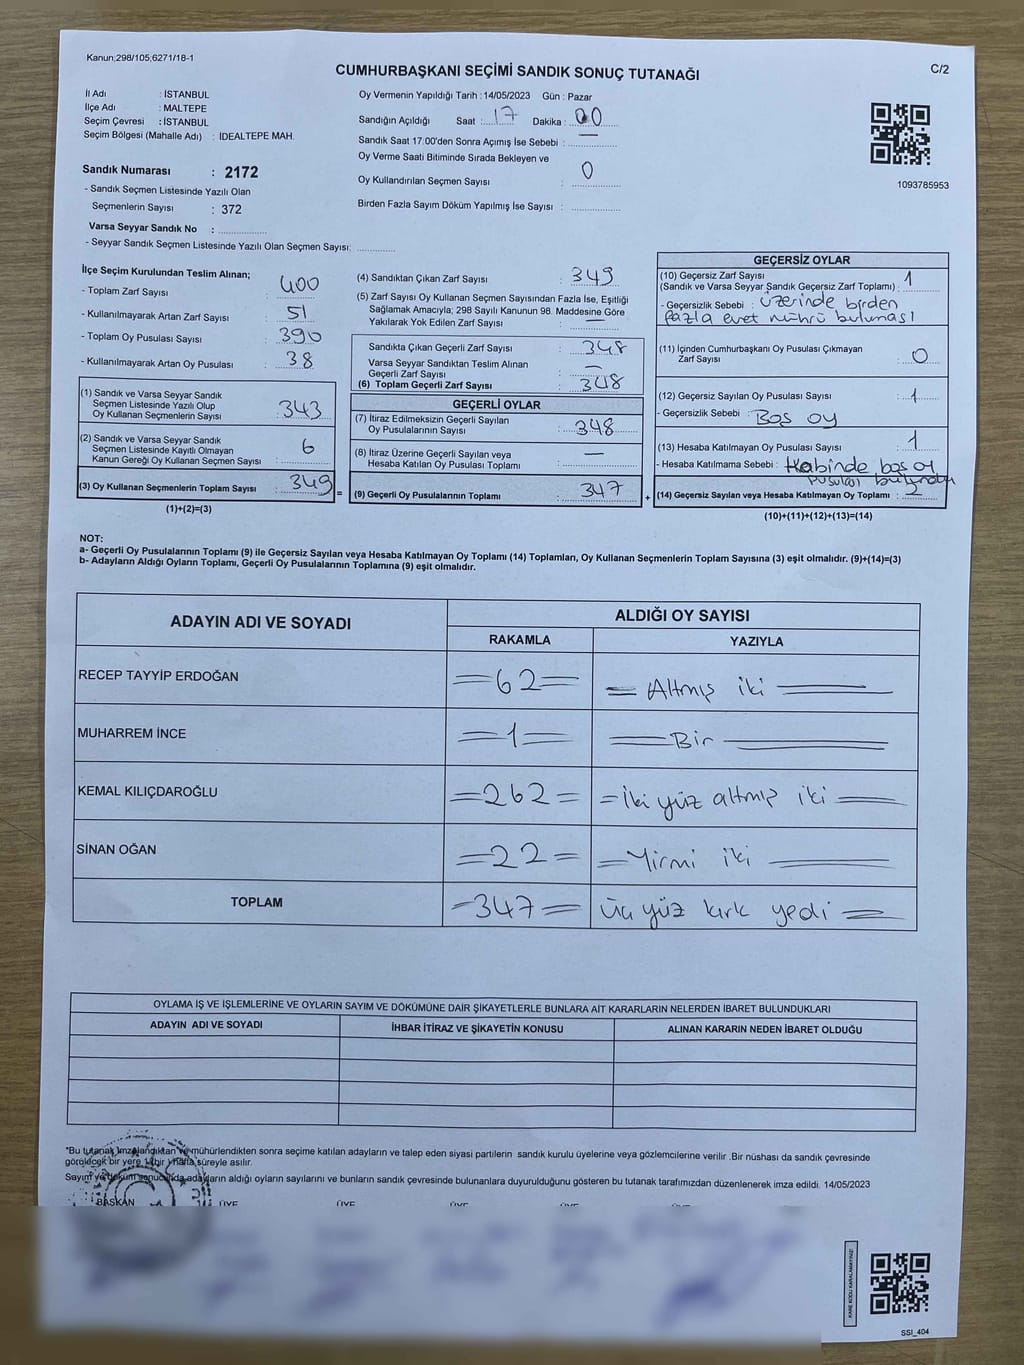 Kanun;298/105;6271/18-1
CUMHURBAŞKANI SEÇİMİ SANDIK SONUÇ TUTANAĞI
C/2
İl Adı : İSTANBUL
İlçe Adı : MALTEPE
Seçim Çevresi : İSTANBUL
Seçim Bölgesi (Mahalle Adı) : İDEALTEPE MAH.
Sandık Numarası : 2172
- Sandık Seçmen Listesinde Yazılı Olan
Seçmenlerin Sayısı : 372
Varsa Seyyar Sandık No :
- Seyyar Sandık Seçmen Listesinde Yazılı Olan Seçmen Sayısı:
Oy Vermenin Yapıldığı Tarih : 14/05/2023 Gün : Pazar
Sandığın Açıldığı Saat : 17 Dakika : 00
Sandık Saat 17:00'den Sonra Açımış İse Sebebi : —
Oy Verme Saati Bitiminde Sırada Bekleyen ve
Oy Kullandırılan Seçmen Sayısı : 0
Birden Fazla Sayım Döküm Yapılmış İse Sayısı :
1093785953
İlçe Seçim Kurulundan Teslim Alınan;
- Toplam Zarf Sayısı : 400
- Kullanılmayarak Artan Zarf Sayısı : 51
- Toplam Oy Pusulası Sayısı : 390
- Kullanılmayarak Artan Oy Pusulası : 38
(1) Sandık ve Varsa Seyyar Sandık
Seçmen Listesinde Yazılı Olup
Oy Kullanan Seçmenlerin Sayısı : 343
(2) Sandık ve Varsa Seyyar Sandık
Seçmen Listesinde Kayıtlı Olmayan
Kanun Gereği Oy Kullanan Seçmen Sayısı : 6
(3) Oy Kullanan Seçmenlerin Toplam Sayısı : 349
(1)+(2)=(3)
=
(4) Sandıktan Çıkan Zarf Sayısı : 349
(5) Zarf Sayısı Oy Kullanan Seçmen Sayısından Fazla İse, Eşitliği
Sağlamak Amacıyla; 298 Sayılı Kanunun 98. Maddesine Göre
Yakılarak Yok Edilen Zarf Sayısı : —
Sandıkta Çıkan Geçerli Zarf Sayısı : 348
Varsa Seyyar Sandıktan Teslim Alınan
Geçerli Zarf Sayısı : —
(6) Toplam Geçerli Zarf Sayısı : 348
GEÇERLİ OYLAR
(7) İtiraz Edilmeksizin Geçerli Sayılan
Oy Pusulalarının Sayısı : 348
(8) İtiraz Üzerine Geçerli Sayılan veya
Hesaba Katılan Oy Pusulası Toplamı : —
(9) Geçerli Oy Pusulalarının Toplamı : 347
+
GEÇERSİZ OYLAR
(10) Geçersiz Zarf Sayısı
(Sandık ve Varsa Seyyar Sandık Geçersiz Zarf Toplamı) : 1
- Geçersizlik Sebebi : Üzerinde birden
fazla evet mührü bulunması
(11) İçinden Cumhurbaşkanı Oy Pusulası Çıkmayan
Zarf Sayısı : 0
(12) Geçersiz Sayılan Oy Pusulası Sayısı : 1
- Geçersizlik Sebebi : Boş oy
(13) Hesaba Katılmayan Oy Pusulası Sayısı : 1
- Hesaba Katılmama Sebebi : Kabinde boş oy
pusulası bulundu
(14) Geçersiz Sayılan veya Hesaba Katılmayan Oy Toplamı : 2
(10)+(11)+(12)+(13)=(14)
NOT:
a- Geçerli Oy Pusulalarının Toplamı (9) ile Geçersiz Sayılan veya Hesaba Katılmayan Oy Toplamı (14) Toplamları, Oy Kullanan Seçmenlerin Toplam Sayısına (3) eşit olmalıdır. (9)+(14)=(3)
b- Adayların Aldığı Oyların Toplamı, Geçerli Oy Pusulalarının Toplamına (9) eşit olmalıdır.
ADAYIN ADI VE SOYADI
ALDIĞI OY SAYISI
RAKAMLA YAZIYLA
RECEP TAYYİP ERDOĞAN =62= = Altmış iki =
MUHARREM İNCE =1= = Bir =
KEMAL KILIÇDAROĞLU =262= = iki yüz altmış iki =
SİNAN OĞAN =22= = Yirmi iki =
TOPLAM =347= Üç yüz kırk yedi =
OYLAMA İŞ VE İŞLEMLERİNE VE OYLARIN SAYIM VE DÖKÜMÜNE DAİR ŞİKAYETLERLE BUNLARA AİT KARARLARIN NELERDEN İBARET BULUNDUKLARI
ADAYIN ADI VE SOYADI İHBAR İTİRAZ VE ŞİKAYETİN KONUSU ALINAN KARARIN NEDEN İBARET OLDUĞU
*Bu tutanak imzalandıktan ve mühürlendikten sonra seçime katılan adayların ve talep eden siyasi partilerin sandık kurulu üyelerine veya gözlemcilerine verilir .Bir nüshası da sandık çevresinde
görülecek bir yere 1 (bir ) hafta süreyle asılır.
Sayım ve döküm sonucunda adayların aldığı oyların sayılarını ve bunların sandık çevresinde bulunanlara duyurulduğunu gösteren bu tutanak tarafımızdan düzenlenerek imza edildi. 14/05/2023
BAŞKAN ÜYE ÜYE ÜYE ÜYE
KARE KODU KARALAMAYINIZ!
SSI_404